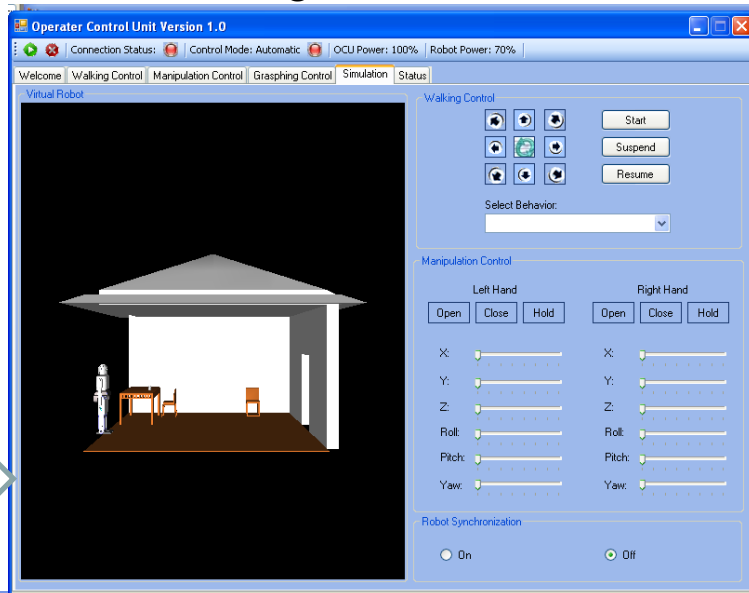 Operater Control Unit Version 1.0
Connection Status: Control Mode: Automatic OCU Power: 100% Robot Power: 70%
Welcome Walking Control Manipulation Control Grasphing Control Simulation Status
Virtual Robot
Walking Control
Start
Suspend
Resume
Select Behavior:
Manipulation Control
Left Hand Right Hand
Open Close Hold Open Close Hold
X: X:
Y: Y:
Z: Z:
Roll: Roll:
Pitch: Pitch:
Yaw: Yaw:
Robot Synchronization
On Off